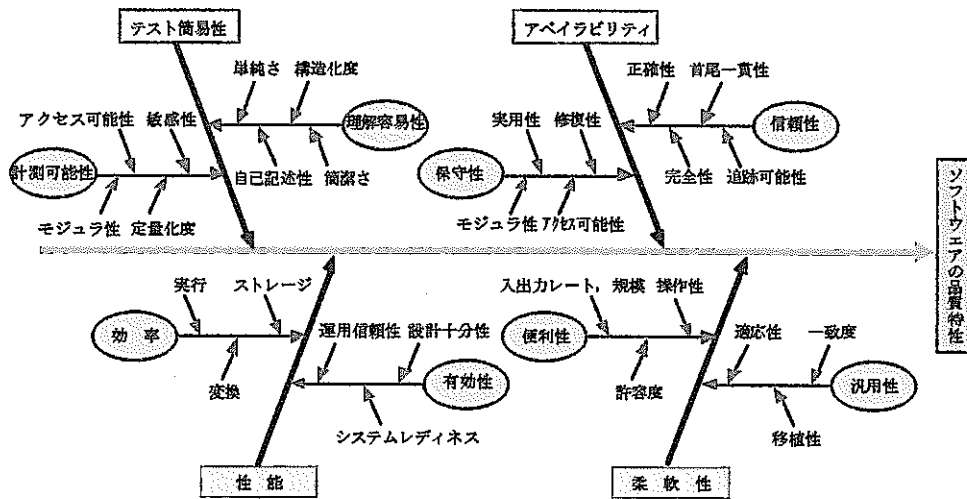 テスト簡易性
アベイラビリティ
単純さ 構造化度
正確性 首尾一貫性
アクセス可能性 敏感性
理解容易性
実用性 修復性
信頼性
計測可能性
自己記述性 簡潔さ
保守性
完全性 追跡可能性
モジュラ性 定量化度
モジュラ性 アクセス可能性
ソフトウエアの品質特性
実行 ストレージ
入出力レート, 規模 操作性
効 率
運用信頼性 設計十分性
便利性
適応性 一致度
変換
有効性
許容度
汎用性
システムレディネス
移植性
性 能
柔 軟 性